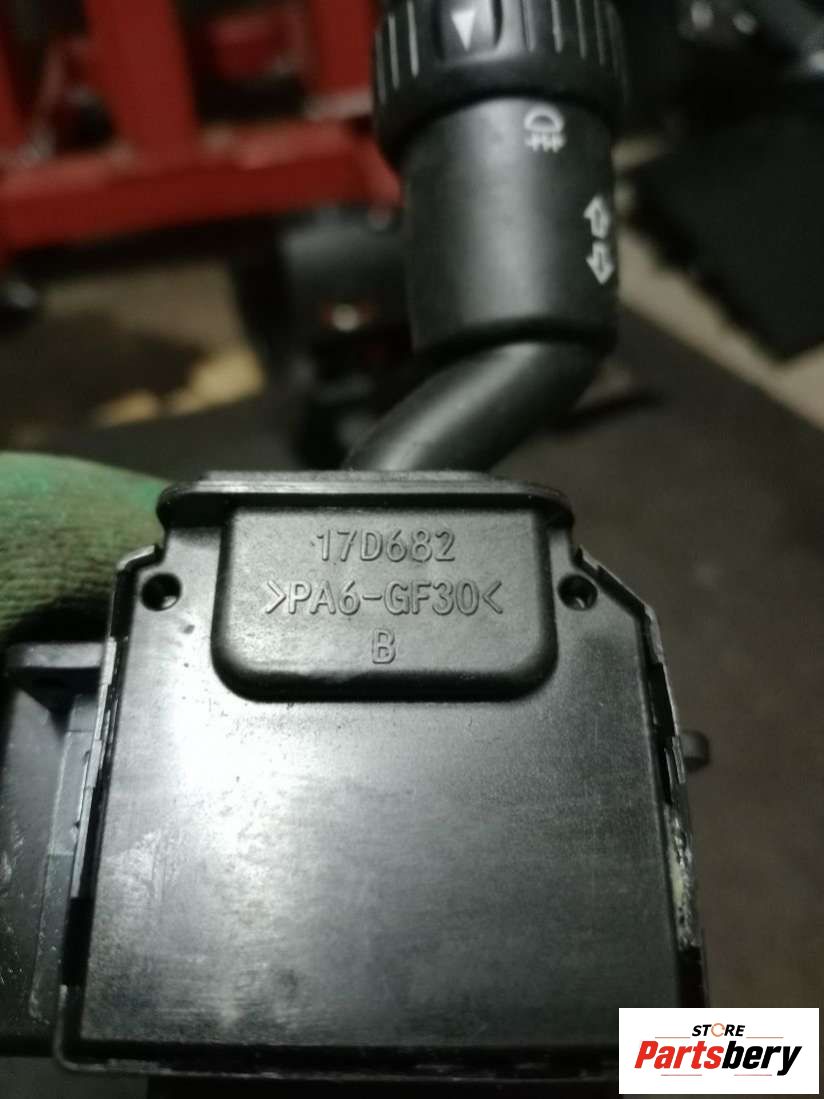 17D682
>PA6-GF30<
B
STORE
Partsbery